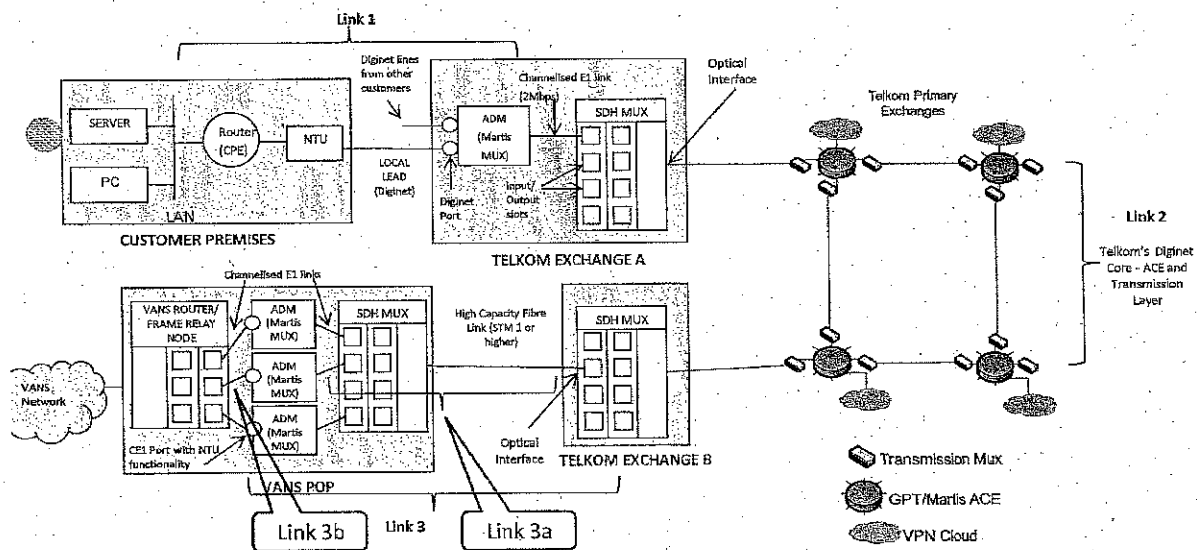 Link 1
Diginet lines
from other
customers
Channelised E1 link
(2Mbps)
Optical
Interface
Telkom Primary
Exchanges
SERVER
PC
Router
(CPE)
NTU
LAN
CUSTOMER PREMISES
LOCAL
LEAD
(Diginet)
Diginet
Port
ADM
(Martis
MUX)
SDH MUX
Input/
Output
slots
TELKOM EXCHANGE A
Link 2
Telkom's Diginet
Core - ACE and
Transmission
Layer
Channelised E1 links
VANS ROUTER/
FRAME RELAY
NODE
ADM
(Martis
MUX)
ADM
(Martis
MUX)
ADM
(Martis
MUX)
SDH MUX
High Capacity Fibre
Link (STM 1 or
higher)
SDH MUX
VANS
Network
CE1 Port with NTU
functionality
VANS POP
Optical
Interface
TELKOM EXCHANGE B
Link 3b
Link 3
Link 3a
Transmission Mux
GPT/Martis ACE
VPN Cloud